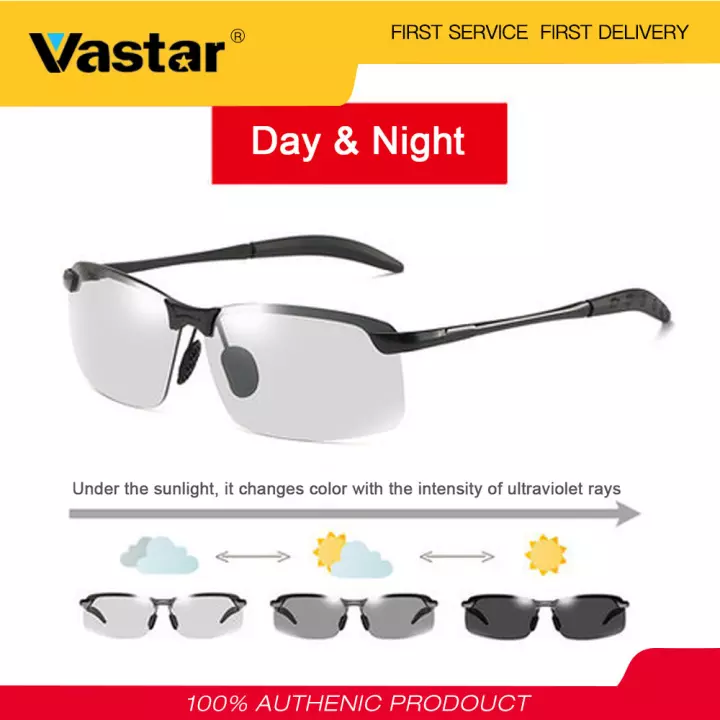 Vastar®
FIRST SERVICE FIRST DELIVERY
Day & Night
Under the sunlight, it changes color with the intensity of ultraviolet rays
100% AUTHENIC PRODOUCT